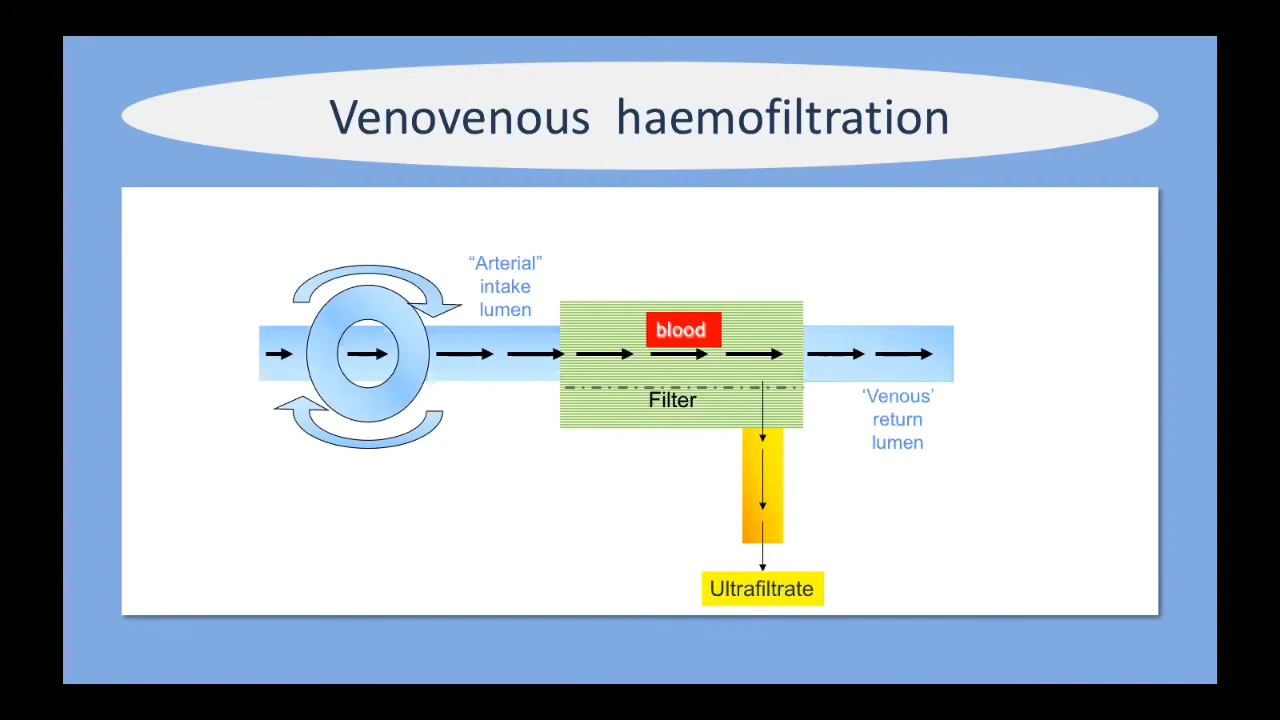 Venovenous haemofiltration
“Arterial”
intake
lumen
blood
Filter
‘Venous’
return
lumen
Ultrafiltrate